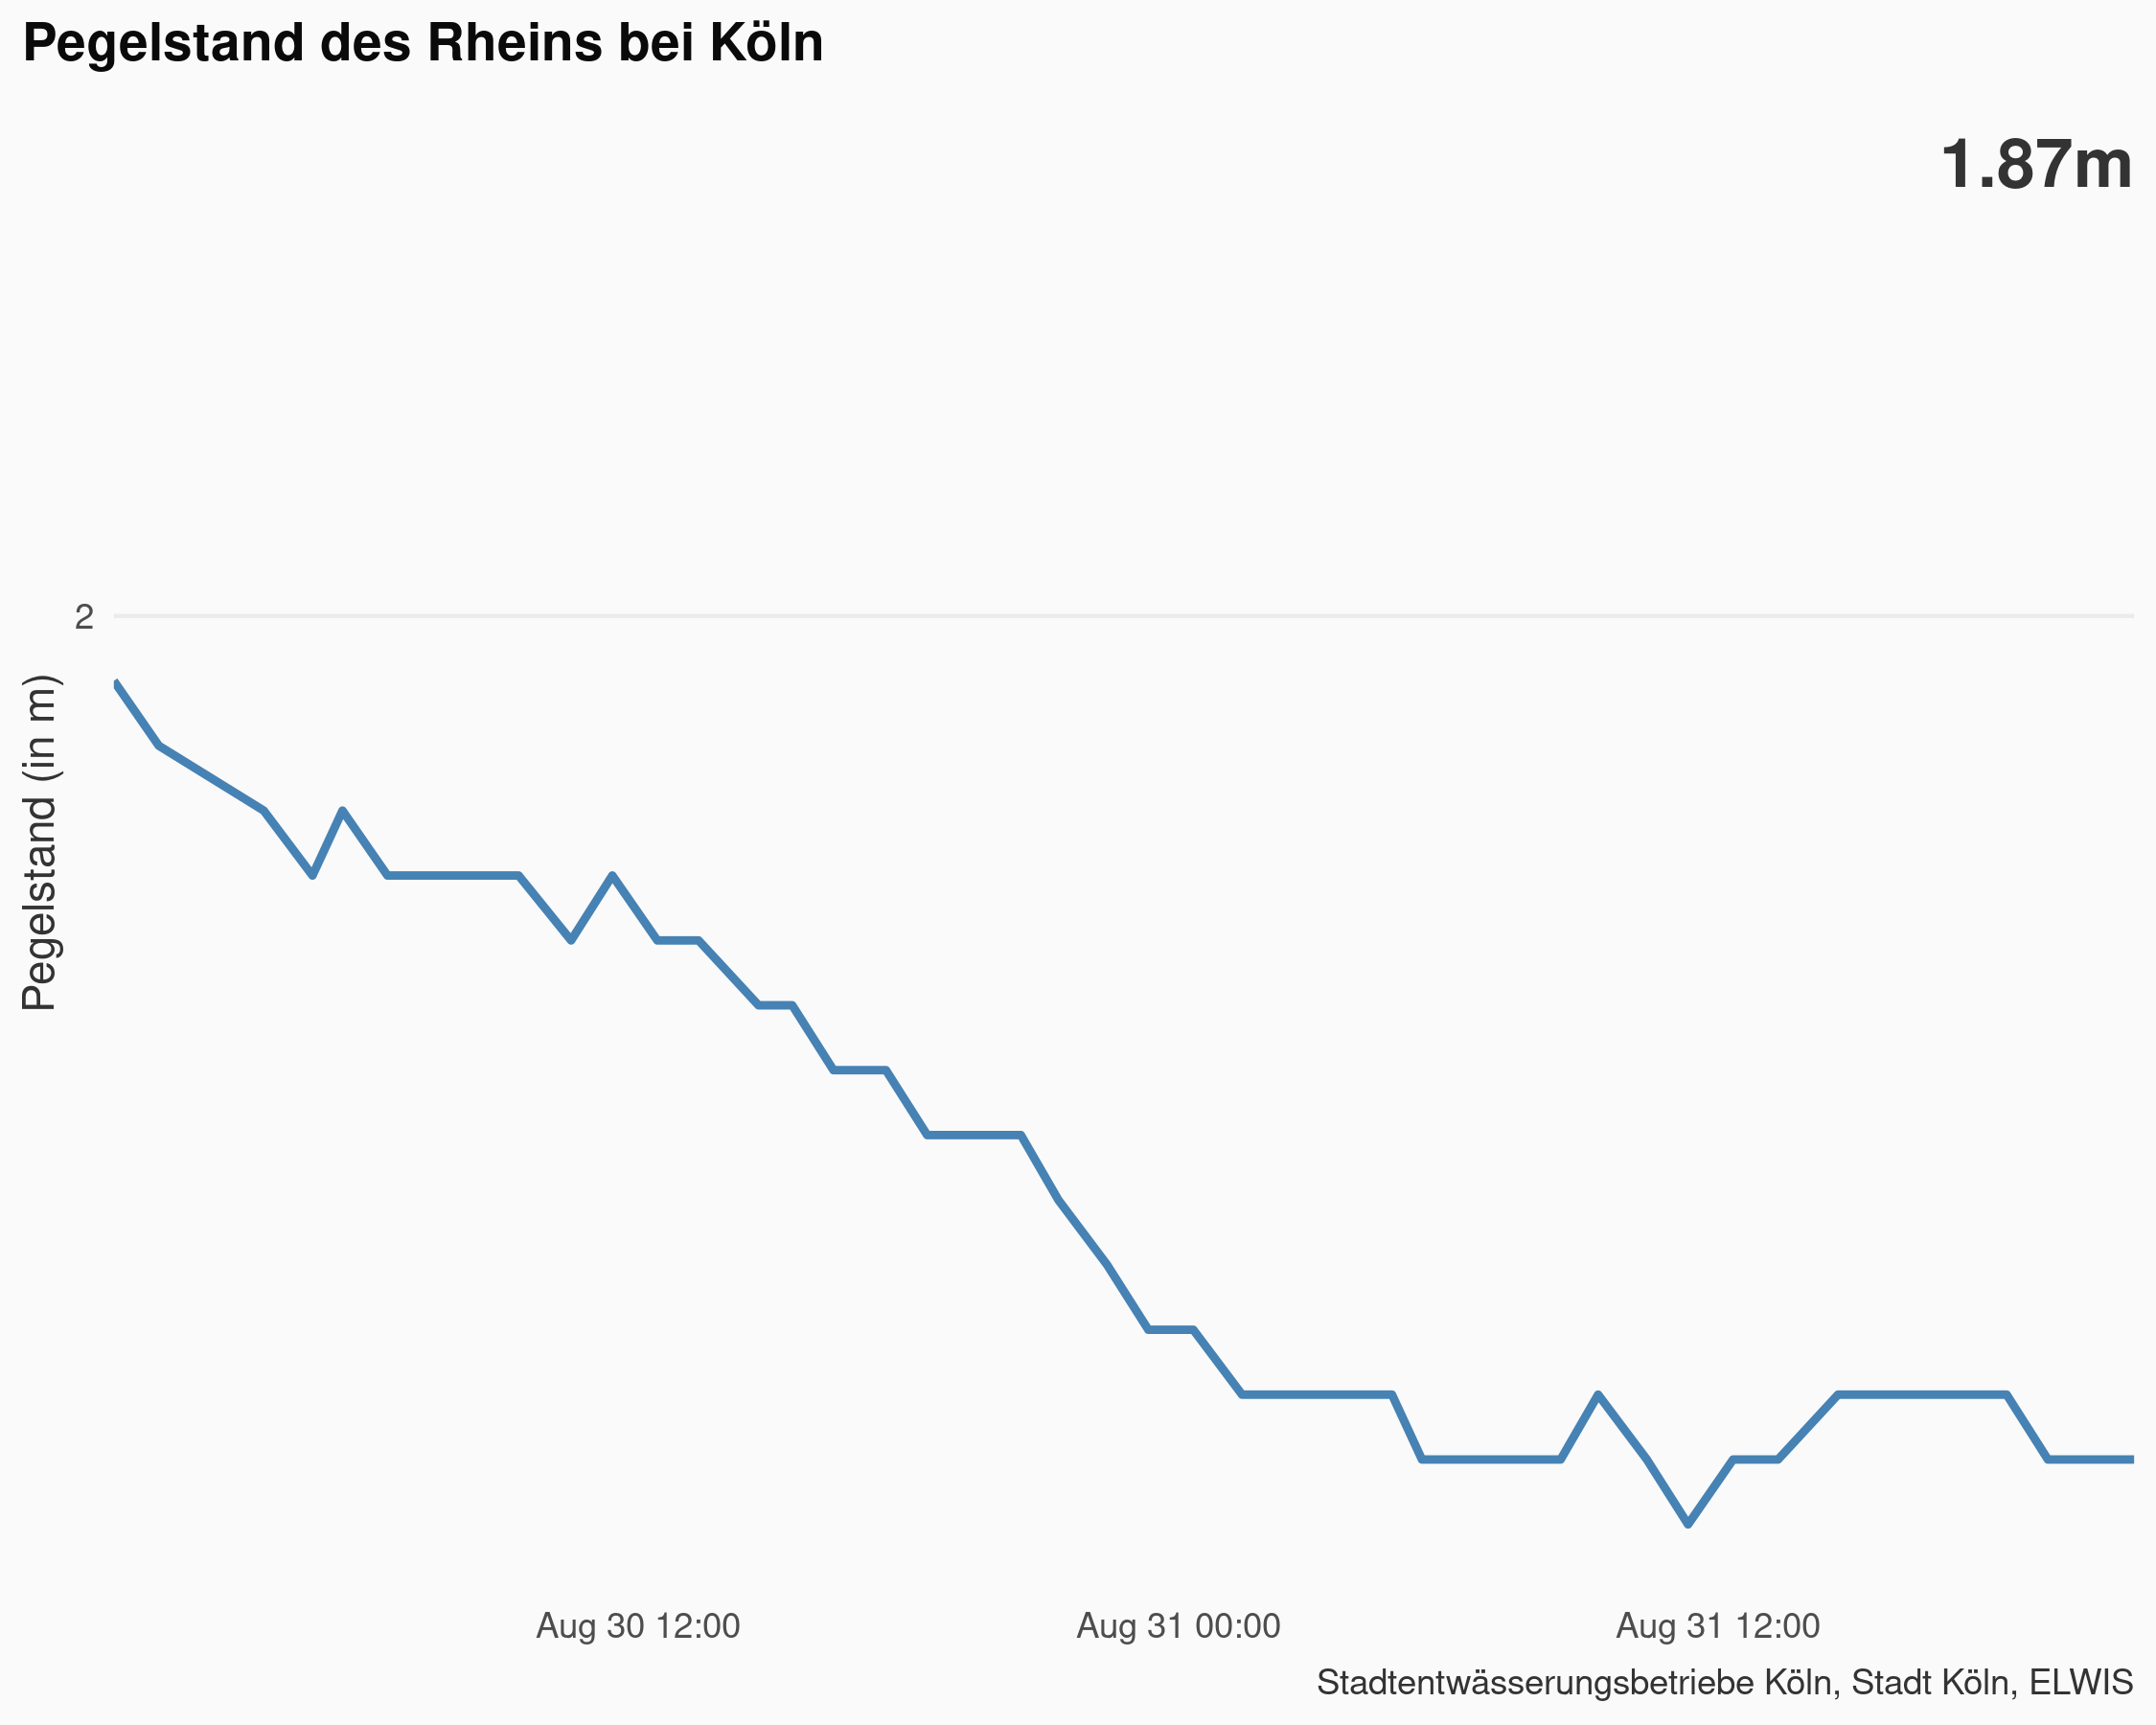 Pegelstand des Rheins bei Köln
1.87m
2
Pegelstand (in m)
Aug 30 12:00
Aug 31 00:00
Aug 31 12:00
Stadtentwässerungsbetriebe Köln, Stadt Köln, ELWIS